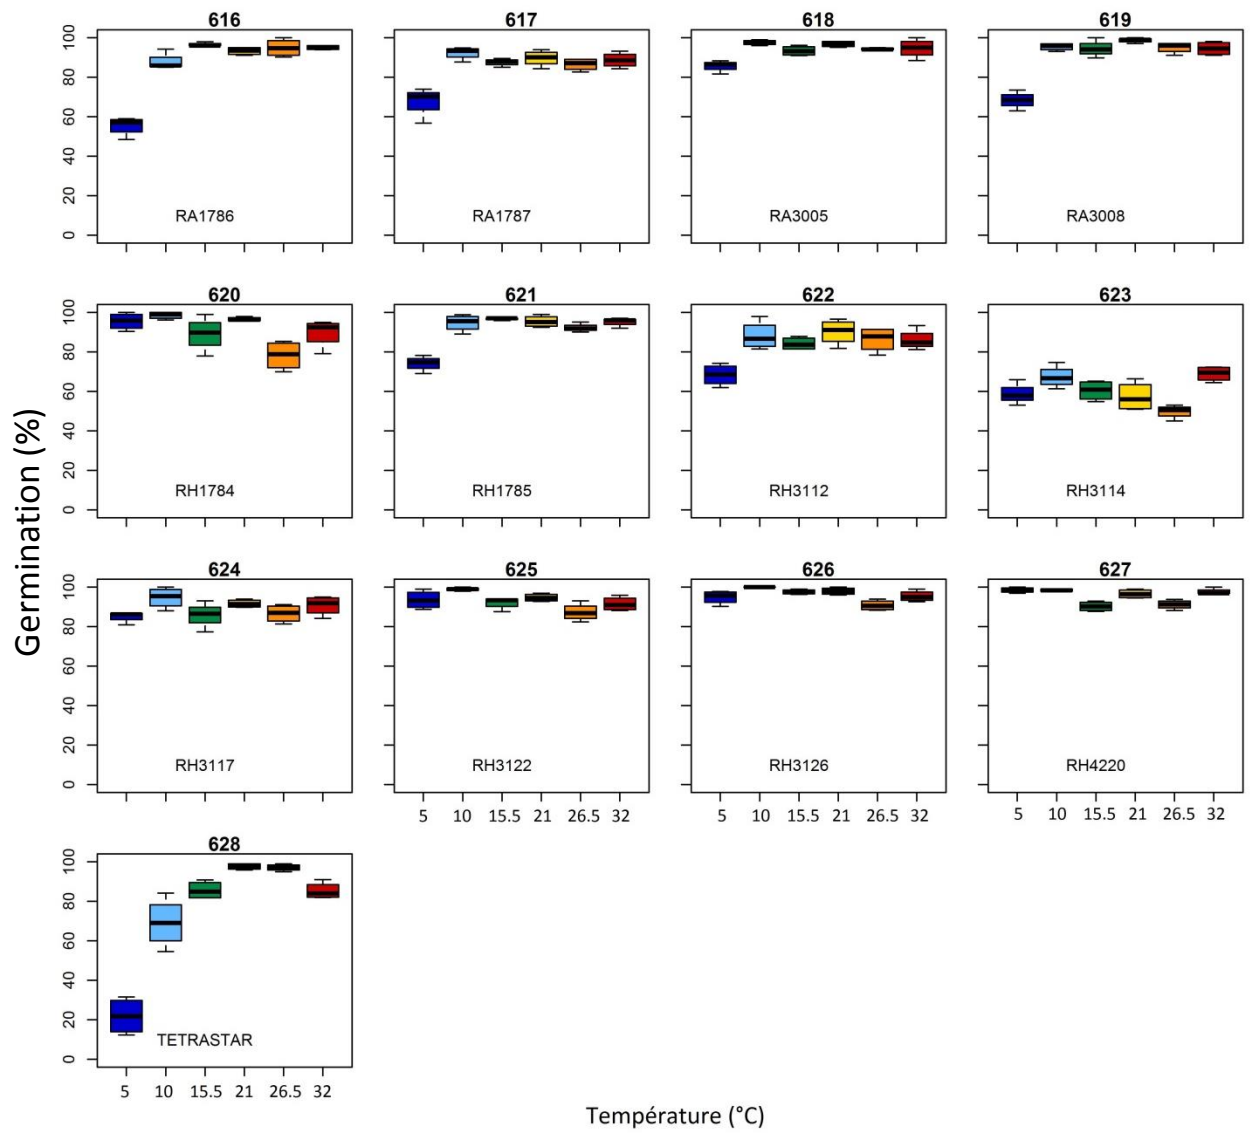 616 617 618 619
0 20 40 60 80 100
RA1786 RA1787 RA3005 RA3008
620 621 622 623
0 20 40 60 80 100
RH1784 RH1785 RH3112 RH3114
Germination (%)
624 625 626 627
0 20 40 60 80 100
RH3117 RH3122 RH3126 RH4220
5 10 15.5 21 26.5 32 5 10 15.5 21 26.5 32 5 10 15.5 21 26.5 32
628
0 20 40 60 80 100
TETRASTAR
5 10 15.5 21 26.5 32
Température (°C)